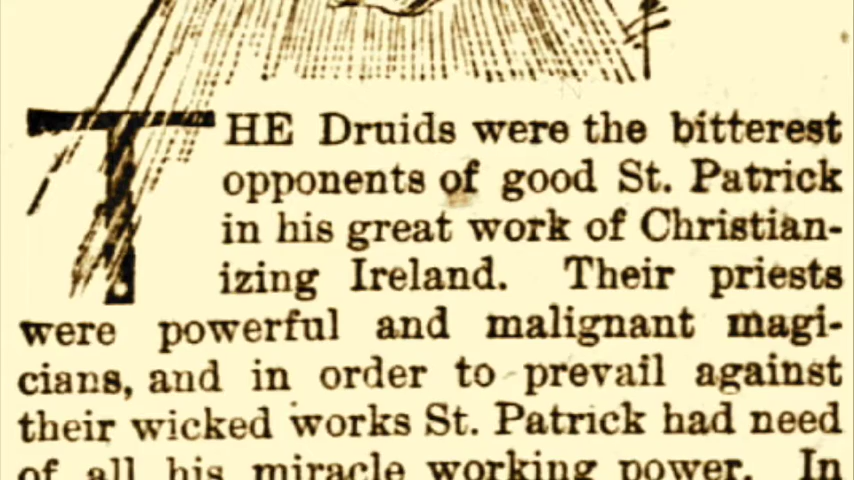 THE Druids were the bitterest
opponents of good St. Patrick
in his great work of Christian-
izing Ireland. Their priests
were powerful and malignant magi-
cians, and in order to prevail against
their wicked works St. Patrick had need
of all his miracle working power. In